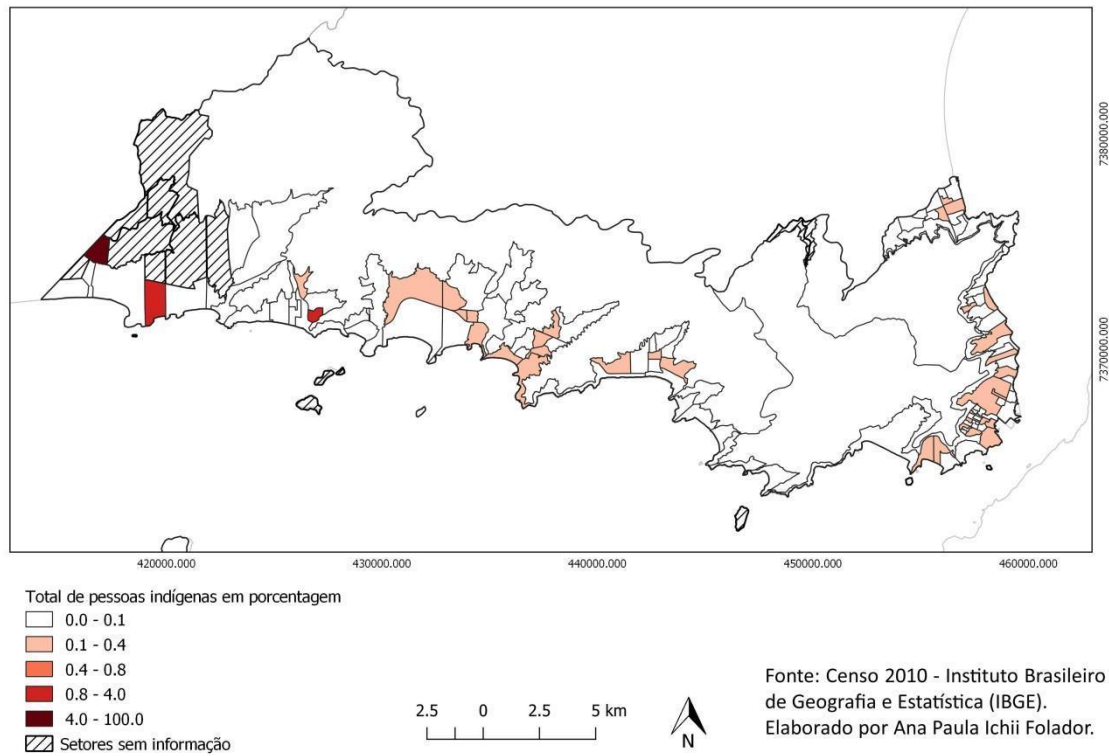 7380000.000
7370000.000
420000.000 430000.000 440000.000 450000.000 460000.000
Total de pessoas indígenas em porcentagem
0.0 - 0.1
0.1 - 0.4
0.4 - 0.8
0.8 - 4.0
4.0 - 100.0
Setores sem informação
2.5 0 2.5 5 km
N
Fonte: Censo 2010 - Instituto Brasileiro
de Geografia e Estatística (IBGE).
Elaborado por Ana Paula Ichii Folador.